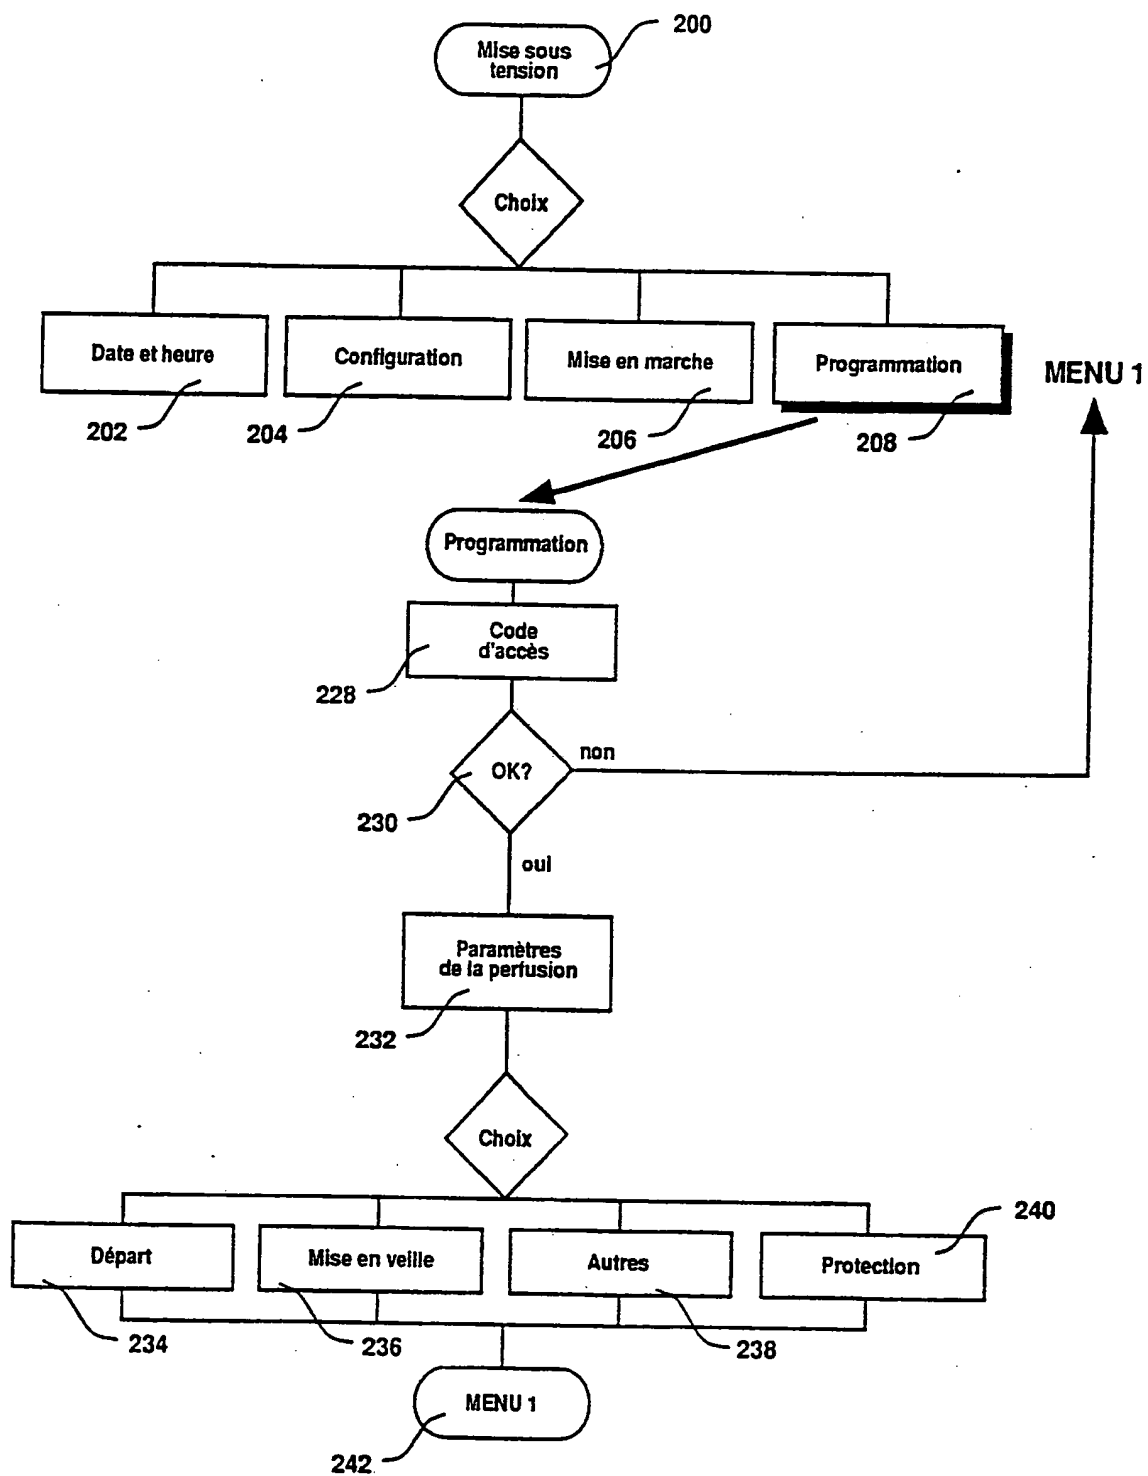 200
Mise sous
tension
Choix
Date et heure
Configuration
Mise en marche
Programmation
MENU 1
202
204
206
208
Programmation
Code
d'accès
228
OK?
non
230
oui
Paramètres
de la perfusion
232
Choix
240
Départ
Mise en veille
Autres
Protection
234
236
238
MENU 1
242